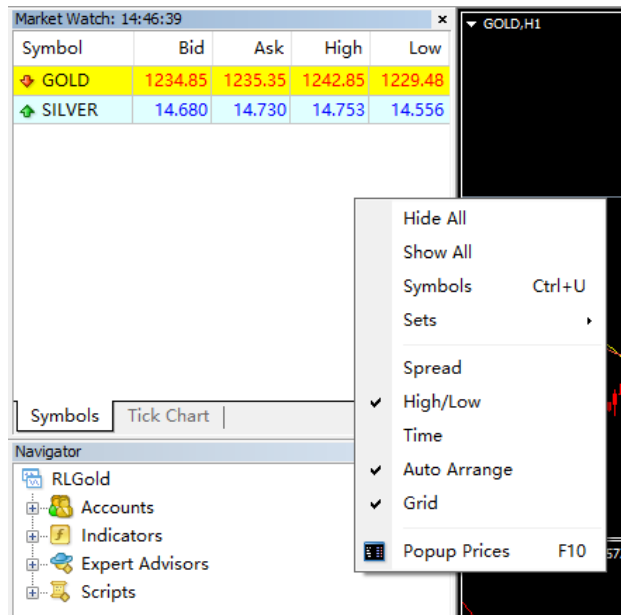 Market Watch: 14:46:39
GOLD,H1
Symbol Bid Ask High Low
GOLD 1234.85 1235.35 1242.85 1229.48
SILVER 14.680 14.730 14.753 14.556
Hide All
Show All
Symbols Ctrl+U
Sets
Spread
High/Low
Time
Auto Arrange
Grid
Popup Prices F10
Symbols Tick Chart
Navigator
RLGold
Accounts
Indicators
Expert Advisors
Scripts